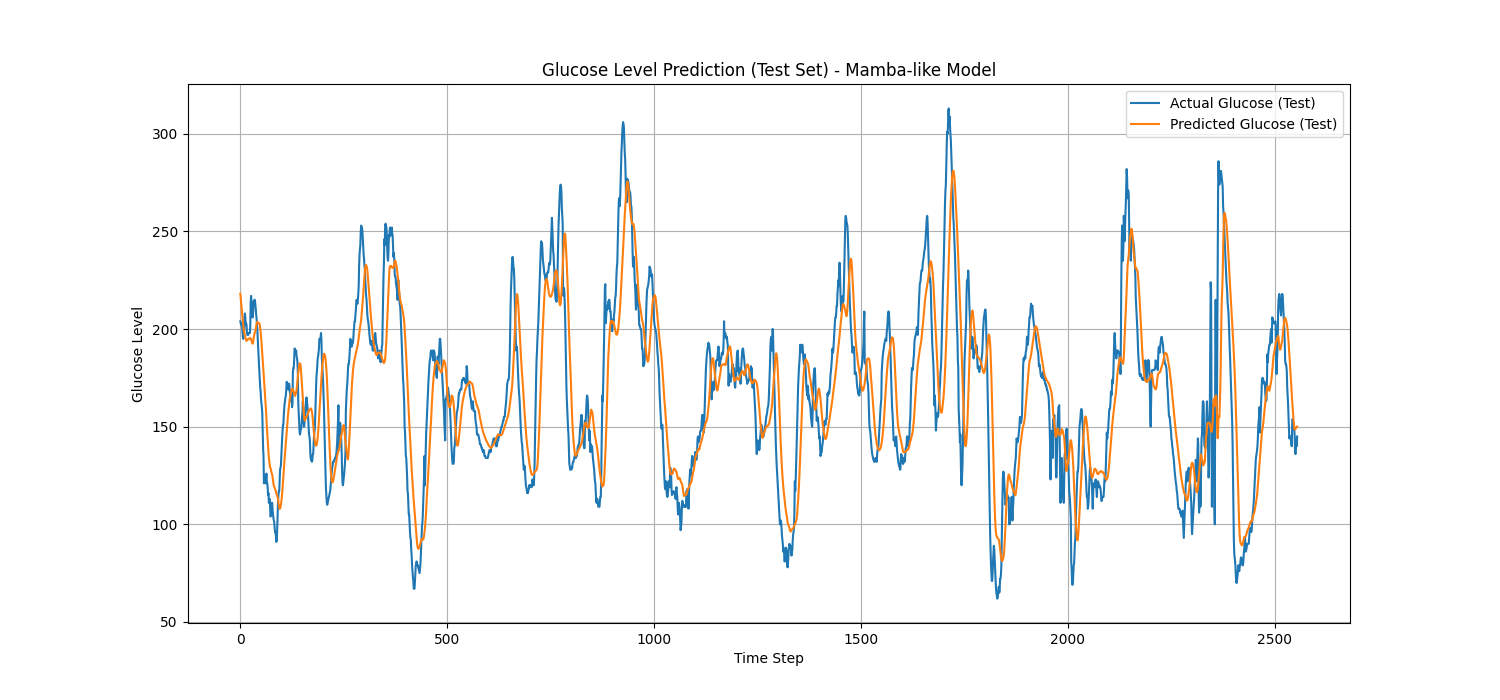 Glucose Level Prediction (Test Set) - Mamba-like Model
Actual Glucose (Test)
Predicted Glucose (Test)
Glucose Level
300
250
200
150
100
50
0
500
1000
1500
2000
2500
Time Step